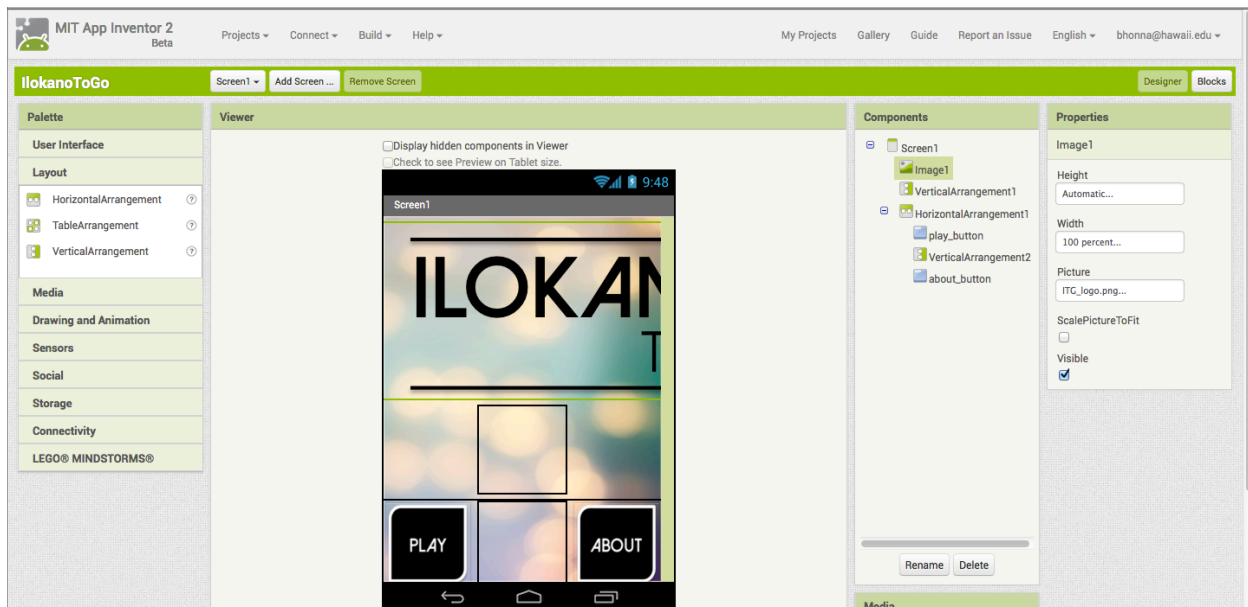 MIT App Inventor 2
Beta
Projects Connect Build Help My Projects Gallery Guide Report an Issue English bhonna@hawaii.edu
IlokanoToGo Screen1 Add Screen ... Remove Screen Designer Blocks
Palette
User Interface
Layout
HorizontalArrangement
TableArrangement
VerticalArrangement
Media
Drawing and Animation
Sensors
Social
Storage
Connectivity
LEGO® MINDSTORMS®
Viewer
Display hidden components in Viewer
Check to see Preview on Tablet size.
9:48
Screen1
ILOKAN
T
PLAY ABOUT
Components
Screen1
Image1
VerticalArrangement1
HorizontalArrangement1
play_button
VerticalArrangement2
about_button
Rename Delete
Media
Properties
Image1
Height
Automatic...
Width
100 percent...
Picture
ITG_logo.png...
ScalePictureToFit
Visible